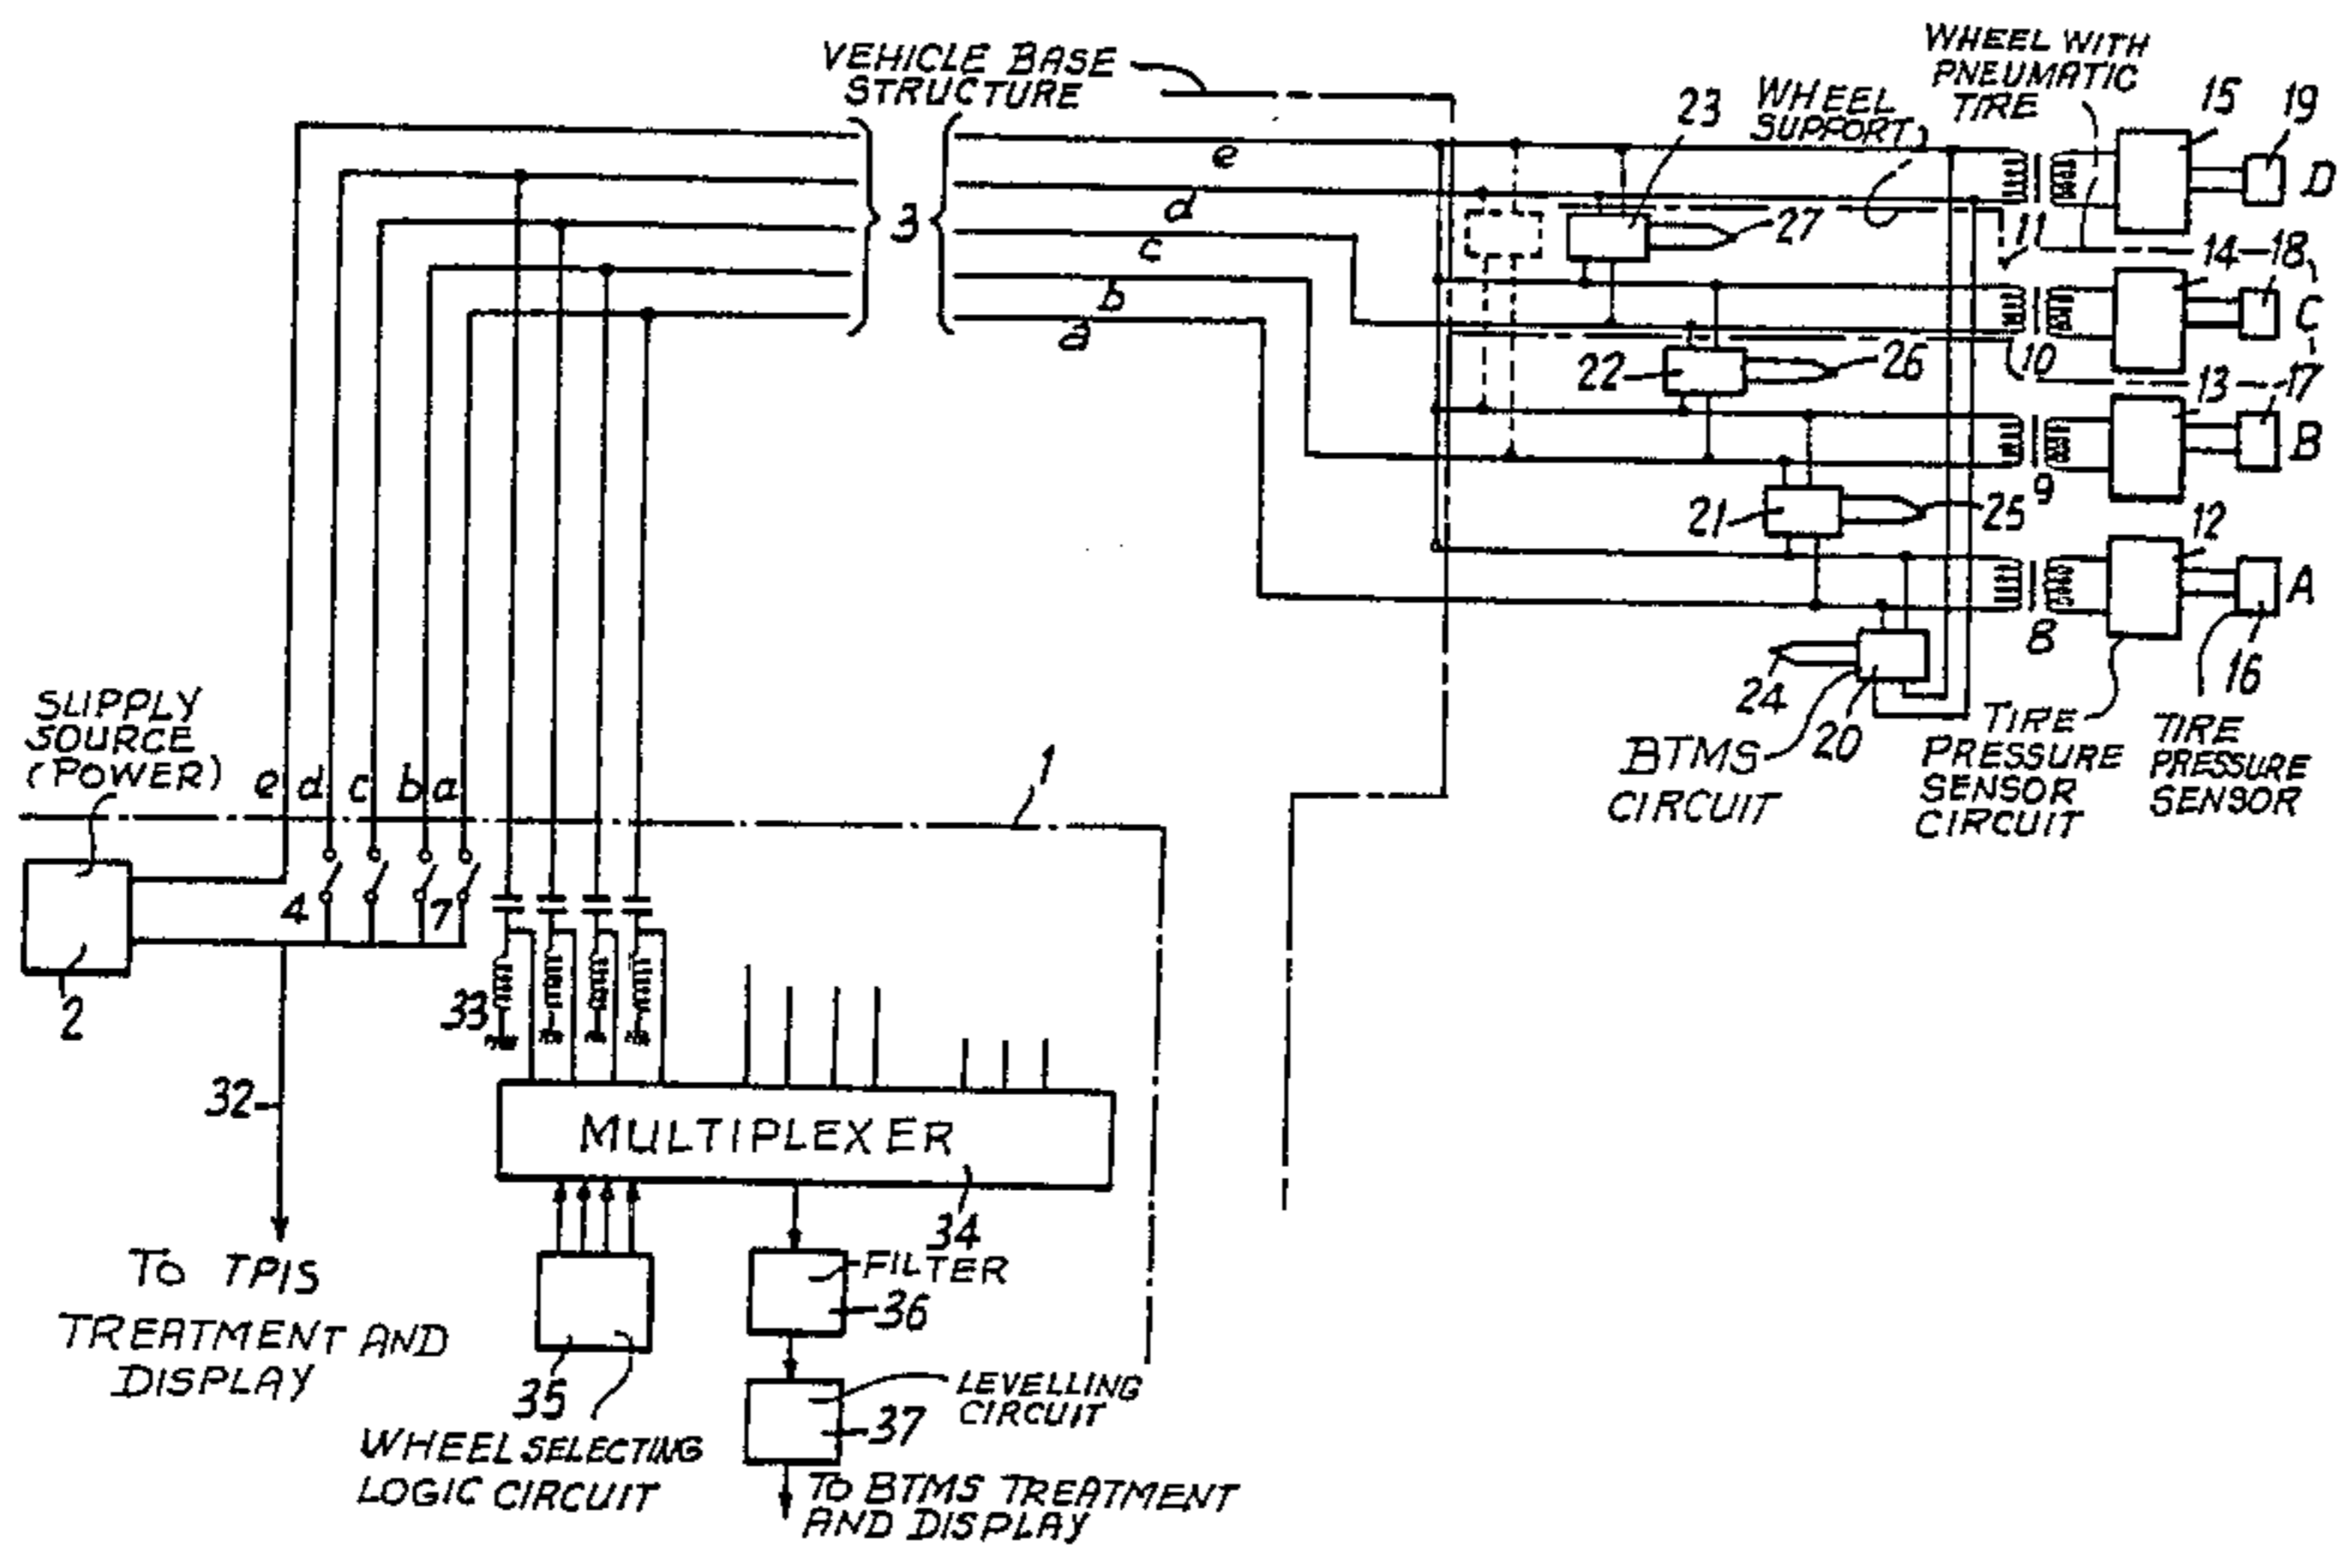 VEHICLE BASE
STRUCTURE
WHEEL WITH
PNEUMATIC
TIRE
WHEEL
SUPPORT
23
15
19
D
e
d
c
b
a
3
27
11
14
18
C
22
26
10
13
17
B
9
21
25
12
A
8
16
24
20
BTMS
CIRCUIT
TIRE
PRESSURE
SENSOR
CIRCUIT
TIRE
PRESSURE
SENSOR
SUPPLY
SOURCE
(POWER)
e d c b a
1
4
7
2
33
32
MULTIPLEXER
34
TO TPIS
TREATMENT AND
DISPLAY
FILTER
36
35
WHEEL SELECTING
LOGIC CIRCUIT
LEVELLING
CIRCUIT
37
TO BTMS TREATMENT
AND DISPLAY